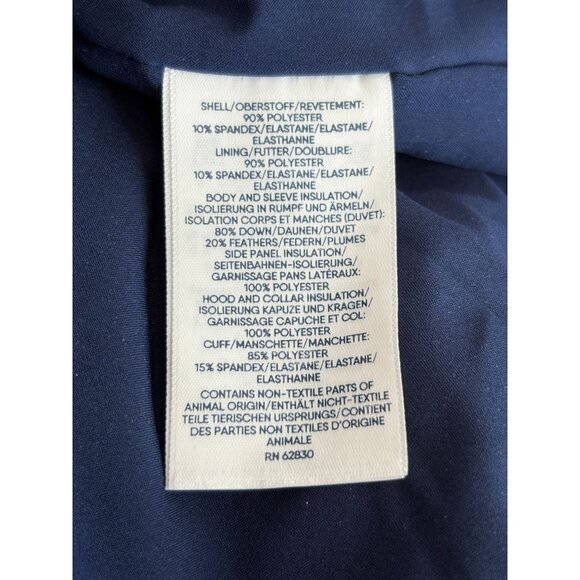 SHELL/OBERSTOFF/REVETEMENT:
90% POLYESTER
10% SPANDEX/ELASTANE/ELASTANE/
ELASTHANNE
LINING/FUTTER/DOUBLURE:
90% POLYESTER
10% SPANDEX/ELASTANE/ELASTANE/
ELASTHANNE
BODY AND SLEEVE INSULATION/
ISOLIERUNG IN RUMPF UND ÄRMELN/
ISOLATION CORPS ET MANCHES (DUVET):
80% DOWN/DAUNEN/DUVET
20% FEATHERS/FEDERN/PLUMES
SIDE PANEL INSULATION/
SEITENBAHNEN-ISOLIERUNG/
GARNISSAGE PANS LATÉRAUX:
100% POLYESTER
HOOD AND COLLAR INSULATION/
ISOLIERUNG KAPUZE UND KRAGEN/
GARNISSAGE CAPUCHE ET COL:
100% POLYESTER
CUFF/MANSCHETTE/MANCHETTE:
85% POLYESTER
15% SPANDEX/ELASTANE/ELASTANE/
ELASTHANNE
CONTAINS NON-TEXTILE PARTS OF
ANIMAL ORIGIN/ENTHÄLT NICHT-TEXTILE
TEILE TIERISCHEN URSPRUNGS/CONTIENT
DES PARTIES NON TEXTILES D'ORIGINE
ANIMALE
RN 62830